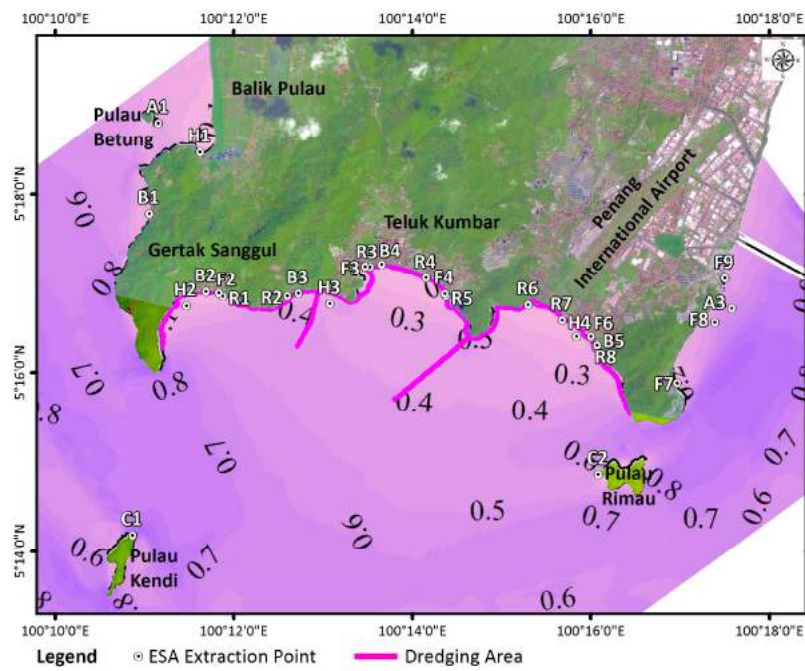 100°10'0"E 100°12'0"E 100°14'0"E 100°16'0"E 100°18'0"E
Balik Pulau
A1
Pulau
Betung
H1
5°18'0"N
B1
0.6
Penang
International Airport
Teluk Kumbar
Gertak Sanggul
0.8
H2
B2
F2
R1
R2
B3
H3
F3
R3
B4
R4
F4
R5
R6
R7
H4
F6
B5
R8
F9
A3
F8
F7
0.4
0.3
0.5
0.3
5°16'0"N
0.7
0.8
0.8
0.4
0.4
0.8
0.7
C2
Pulau
Rimau
0.8
0.7
0.7
0.7
0.6
0.5
0.6
C1
5°14'0"N
0.6
Pulau
Kendi
0.7
0.6
100°10'0"E 100°12'0"E 100°14'0"E 100°16'0"E 100°18'0"E
Legend ESA Extraction Point Dredging Area